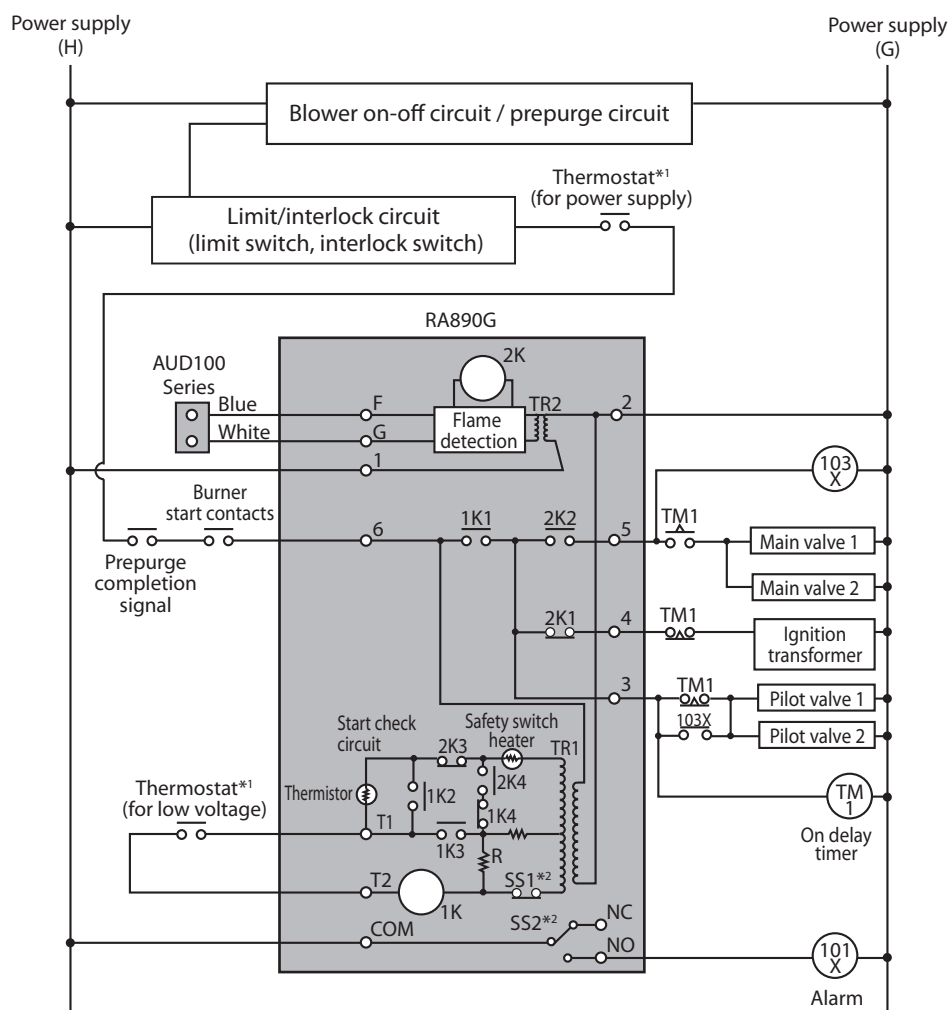 Power supply
(H)
Power supply
(G)
Blower on-off circuit / prepurge circuit
Thermostat*1
(for power supply)
Limit/interlock circuit
(limit switch, interlock switch)
RA890G
2K
AUD100
Series
Blue
White
F
G
1
Flame
detection
TR2
2
103
X
Burner
start contacts
6
1K1
2K2
5
TM1
Main valve 1
Prepurge
completion
signal
Main valve 2
2K1
4
TM1
Ignition
transformer
3
TM1
Pilot valve 1
103X
Pilot valve 2
Start check
circuit
Safety switch
heater
TR1
2K3
2K4
Thermistor
1K2
1K4
Thermostat*1
(for low voltage)
T1
1K3
TM
1
On delay
timer
R
T2
1K
SS1*2
COM
SS2*2
NC
NO
101
X
Alarm